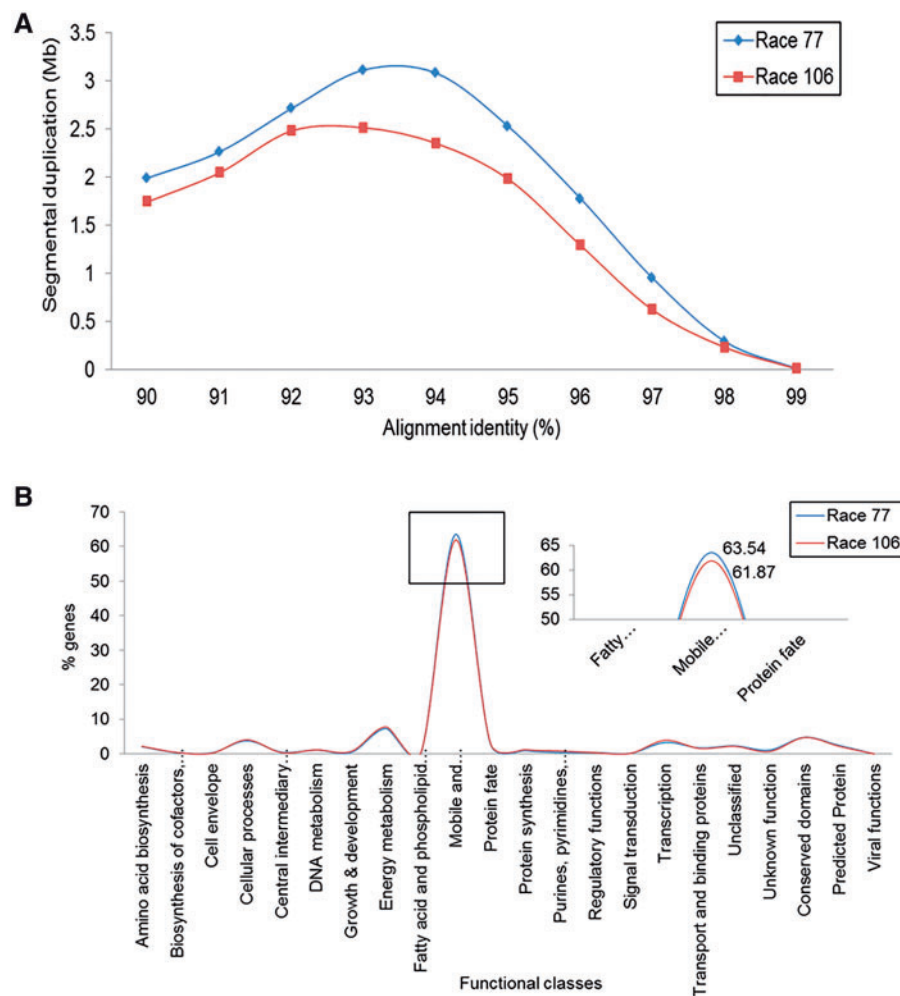 A
Race 77
Race 106
Segmental duplication (Mb)
3.5
3
2.5
2
1.5
1
0.5
0
90 91 92 93 94 95 96 97 98 99
Alignment identity (%)
B
Race 77
Race 106
% genes
70
60
50
40
30
20
10
0
65
60
55
50
63.54
61.87
Fatty…
Mobile…
Protein fate
Amino acid biosynthesis
Biosynthesis of cofactors…
Cell envelope
Cellular processes
Central intermediary…
DNA metabolism
Growth & development
Energy metabolism
Fatty acid and phospholipid…
Mobile and…
Protein fate
Protein synthesis
Purines, pyrimidines,…
Regulatory functions
Signal transduction
Transcription
Transport and binding proteins
Unclassified
Unknown function
Conserved domains
Predicted Protein
Viral functions
Functional classes